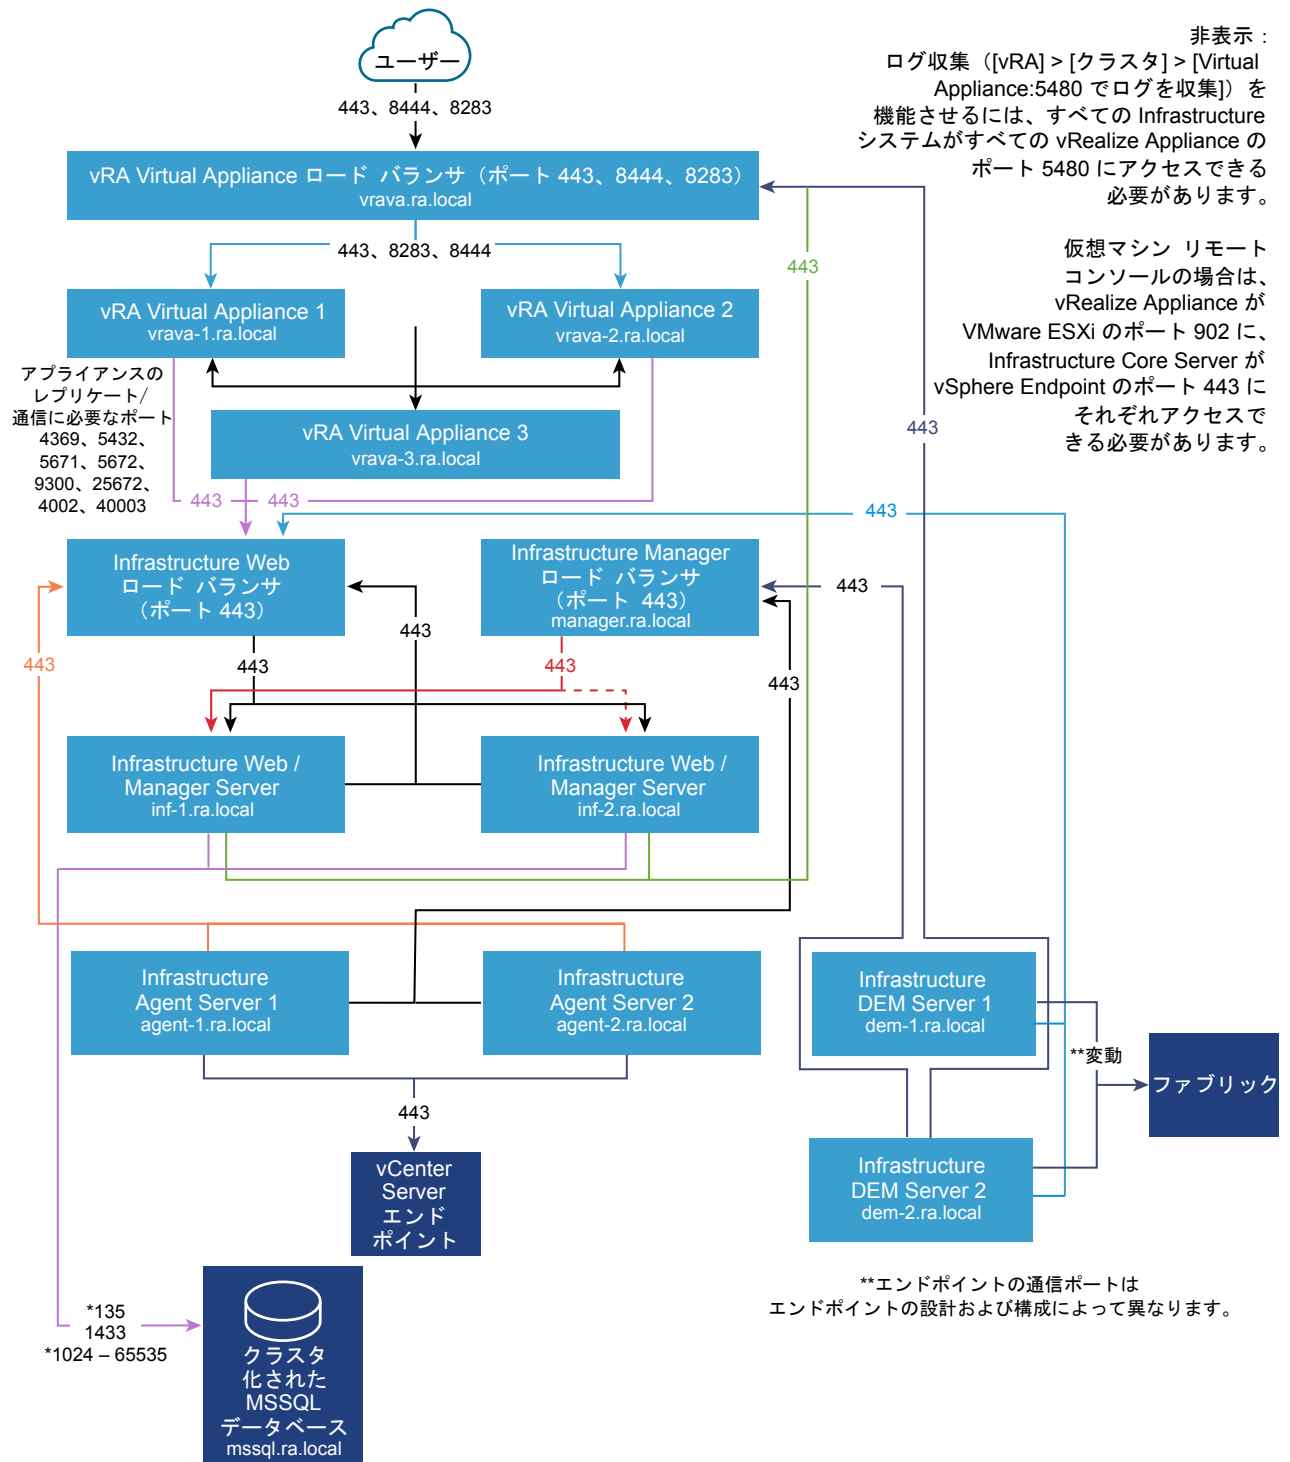 ユーザー
443、8444、8283
vRA Virtual Appliance ロード バランサ（ポート 443、8444、8283）
vrava.ra.local
非表示：
ログ収集（[vRA] > [クラスタ] > [Virtual
Appliance:5480 でログを収集]）を
機能させるには、すべての Infrastructure
システムがすべての vRealize Appliance の
ポート 5480 にアクセスできる
必要があります。
仮想マシン リモート
コンソールの場合は、
vRealize Appliance が
VMware ESXi のポート 902 に、
Infrastructure Core Server が
vSphere Endpoint のポート 443 に
それぞれアクセスで
きる必要があります。
443、8283、8444
443
vRA Virtual Appliance 1
vrava-1.ra.local
vRA Virtual Appliance 2
vrava-2.ra.local
アプライアンスの
レプリケート/
通信に必要なポート
4369、5432、
5671、5672、
9300、25672、
4002、40003
vRA Virtual Appliance 3
vrava-3.ra.local
443
443
443
443
Infrastructure Web
ロード バランサ
（ポート 443）
Infrastructure Manager
ロード バランサ
（ポート 443）
manager.ra.local
443
443
443
443
443
443
Infrastructure Web /
Manager Server
inf-1.ra.local
Infrastructure Web /
Manager Server
inf-2.ra.local
Infrastructure
Agent Server 1
agent-1.ra.local
Infrastructure
Agent Server 2
agent-2.ra.local
Infrastructure
DEM Server 1
dem-1.ra.local
**変動
ファブリック
443
vCenter
Server
エンド
ポイント
Infrastructure
DEM Server 2
dem-2.ra.local
**エンドポイントの通信ポートは
エンドポイントの設計および構成によって異なります。
*135
1433
*1024 – 65535
クラスタ
化された
MSSQL
データベース
mssql.ra.local